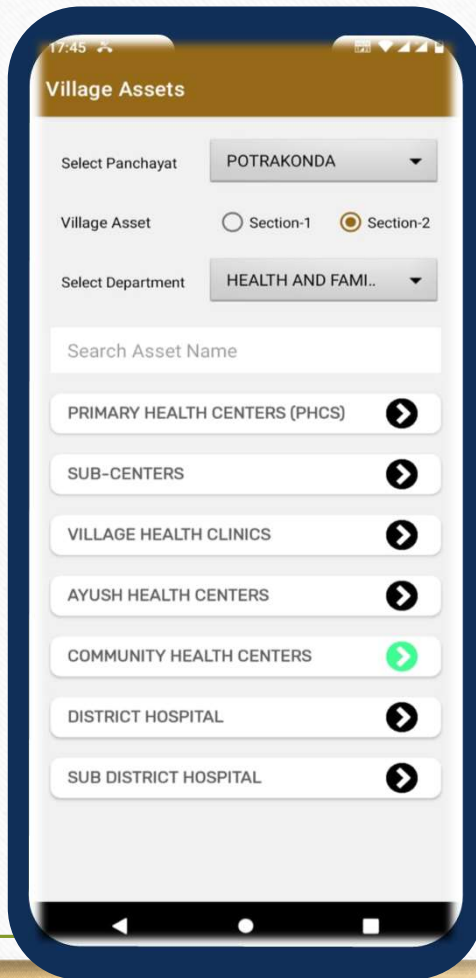 17:45
Village Assets
Select Panchayat POTRAKONDA
Village Asset Section-1 Section-2
Select Department HEALTH AND FAMI..
Search Asset Name
PRIMARY HEALTH CENTERS (PHCS)
SUB-CENTERS
VILLAGE HEALTH CLINICS
AYUSH HEALTH CENTERS
COMMUNITY HEALTH CENTERS
DISTRICT HOSPITAL
SUB DISTRICT HOSPITAL